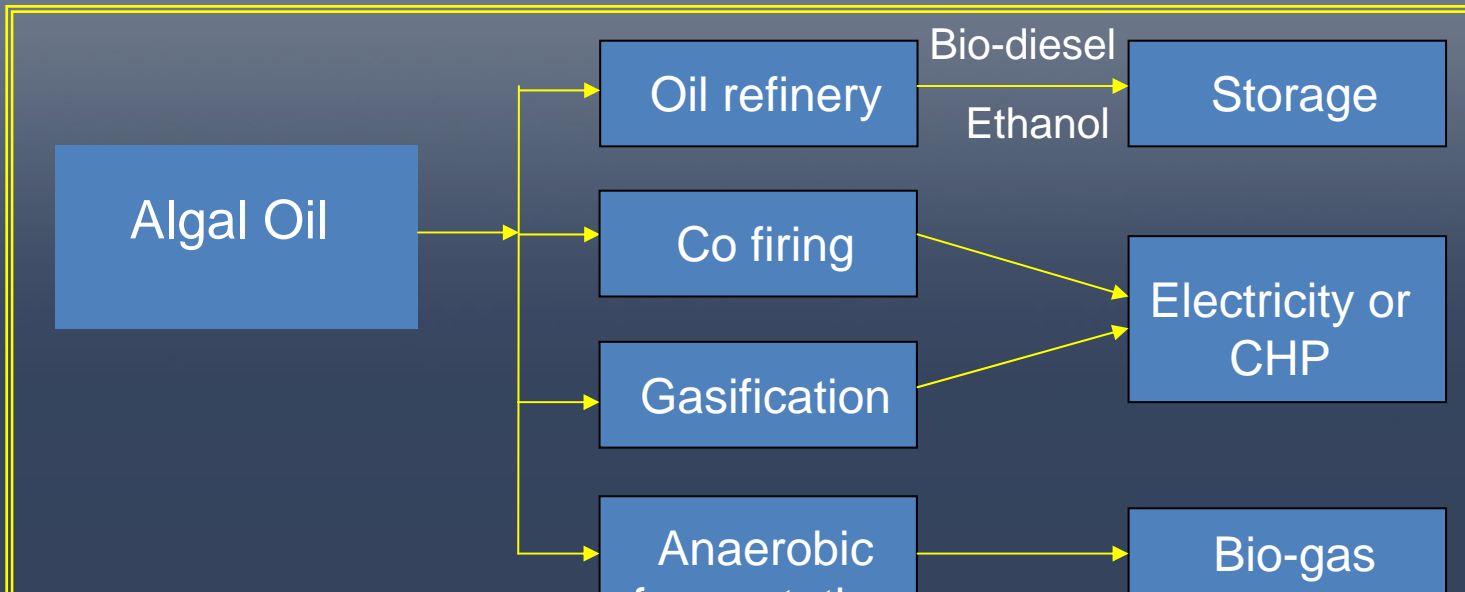 Bio-diesel
Oil refinery
Storage
Ethanol
Algal Oil
Co firing
Electricity or
CHP
Gasification
Anaerobic
Bio-gas